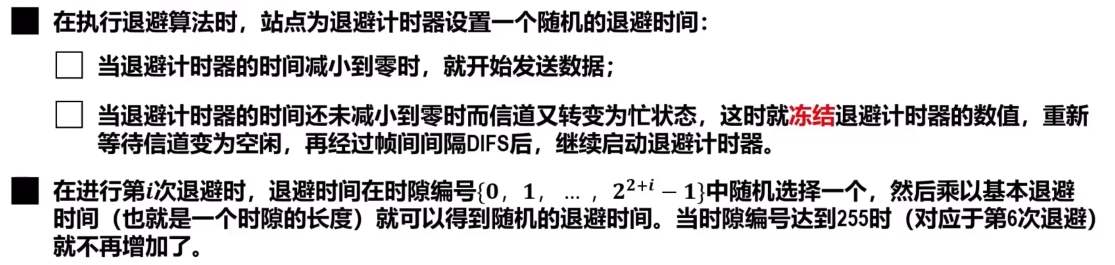 在执行退避算法时，站点为退避计时器设置一个随机的退避时间：
当退避计时器的时间减小到零时，就开始发送数据；
当退避计时器的时间还未减小到零时而信道又转变为忙状态，这时就冻结退避计时器的数值，重新
等待信道变为空闲，再经过帧间间隔DIFS后，继续启动退避计时器。
在进行第i次退避时，退避时间在时隙编号{0，1，…，2^{2+i}−1}中随机选择一个，然后乘以基本退避
时间（也就是一个时隙的长度）就可以得到随机的退避时间。当时隙编号达到255时（对应于第6次退避）
就不再增加了。